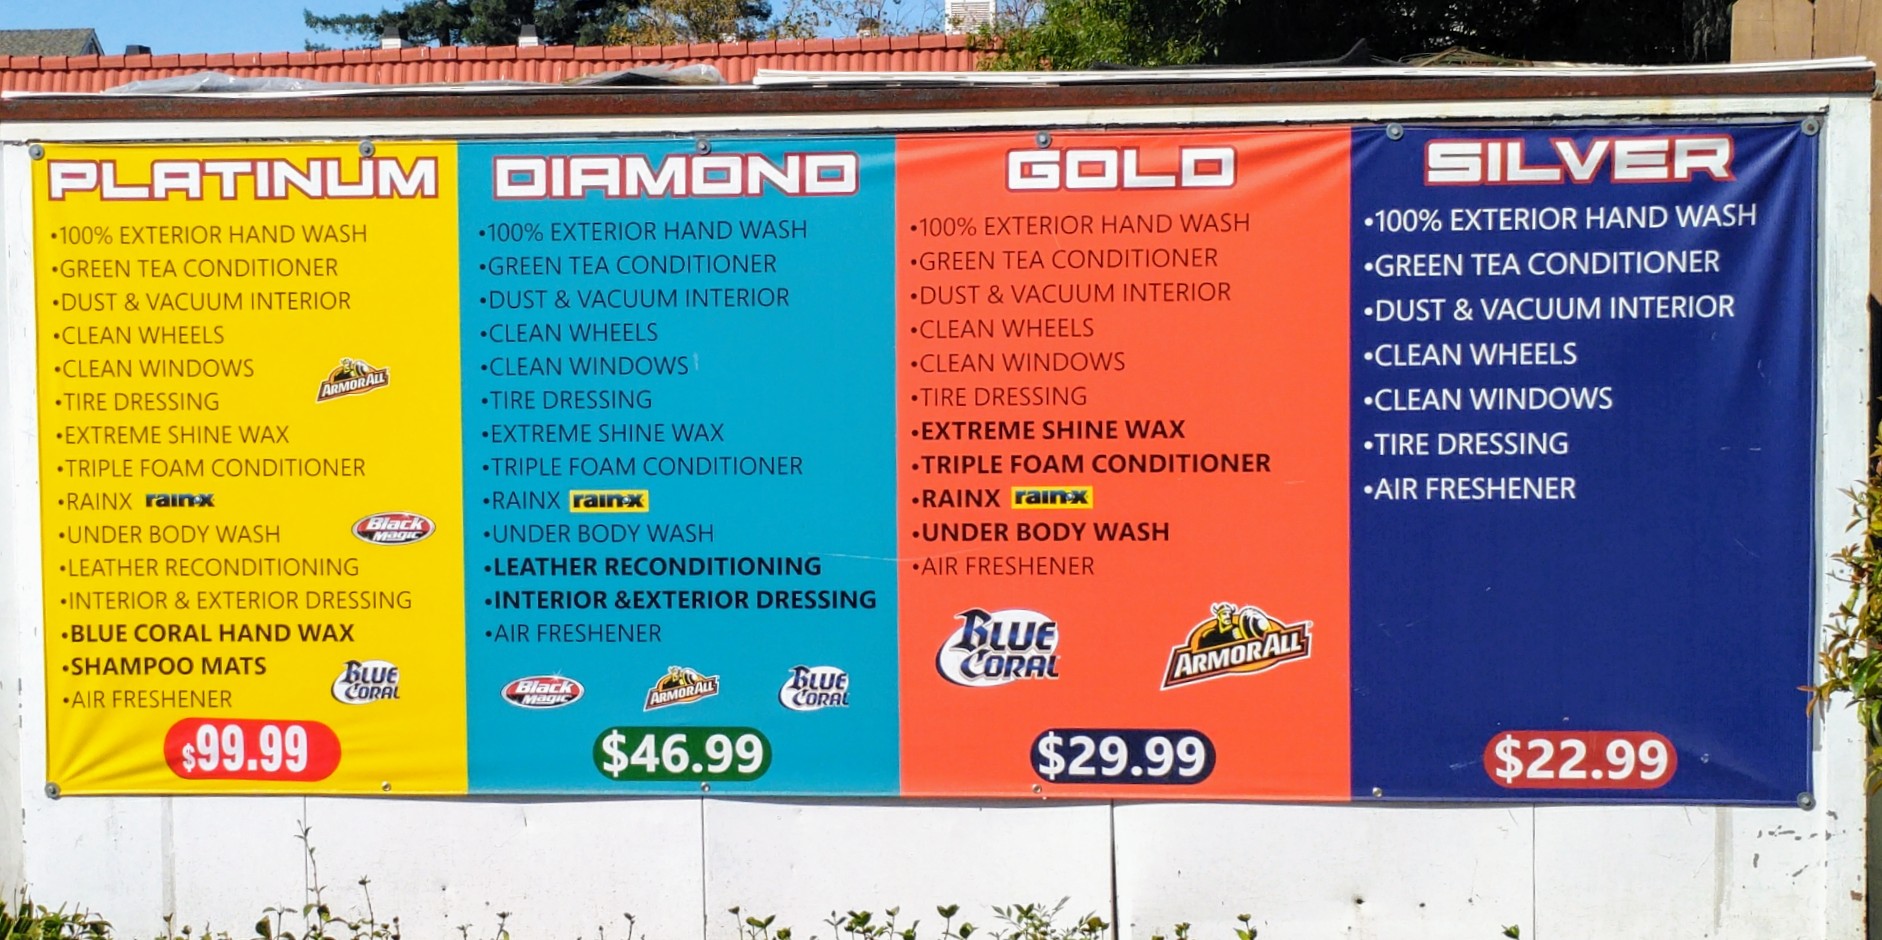 PLATINUM
•100% EXTERIOR HAND WASH
•GREEN TEA CONDITIONER
•DUST & VACUUM INTERIOR
•CLEAN WHEELS
•CLEAN WINDOWS
ARMORALL
•TIRE DRESSING
•EXTREME SHINE WAX
•TRIPLE FOAM CONDITIONER
•RAINX rain-x
•UNDER BODY WASH
Black
Magic
•LEATHER RECONDITIONING
•INTERIOR & EXTERIOR DRESSING
•BLUE CORAL HAND WAX
•SHAMPOO MATS
BLUE
CORAL
•AIR FRESHENER
$99.99
DIAMOND
•100% EXTERIOR HAND WASH
•GREEN TEA CONDITIONER
•DUST & VACUUM INTERIOR
•CLEAN WHEELS
•CLEAN WINDOWS
•TIRE DRESSING
•EXTREME SHINE WAX
•TRIPLE FOAM CONDITIONER
•RAINX rain-x
•UNDER BODY WASH
•LEATHER RECONDITIONING
•INTERIOR &EXTERIOR DRESSING
•AIR FRESHENER
Black
Magic
ARMORALL
BLUE
CORAL
$46.99
GOLD
•100% EXTERIOR HAND WASH
•GREEN TEA CONDITIONER
•DUST & VACUUM INTERIOR
•CLEAN WHEELS
•CLEAN WINDOWS
•TIRE DRESSING
•EXTREME SHINE WAX
•TRIPLE FOAM CONDITIONER
•RAINX rain-x
•UNDER BODY WASH
•AIR FRESHENER
BLUE
CORAL
ARMORALL
$29.99
SILVER
•100% EXTERIOR HAND WASH
•GREEN TEA CONDITIONER
•DUST & VACUUM INTERIOR
•CLEAN WHEELS
•CLEAN WINDOWS
•TIRE DRESSING
•AIR FRESHENER
$22.99